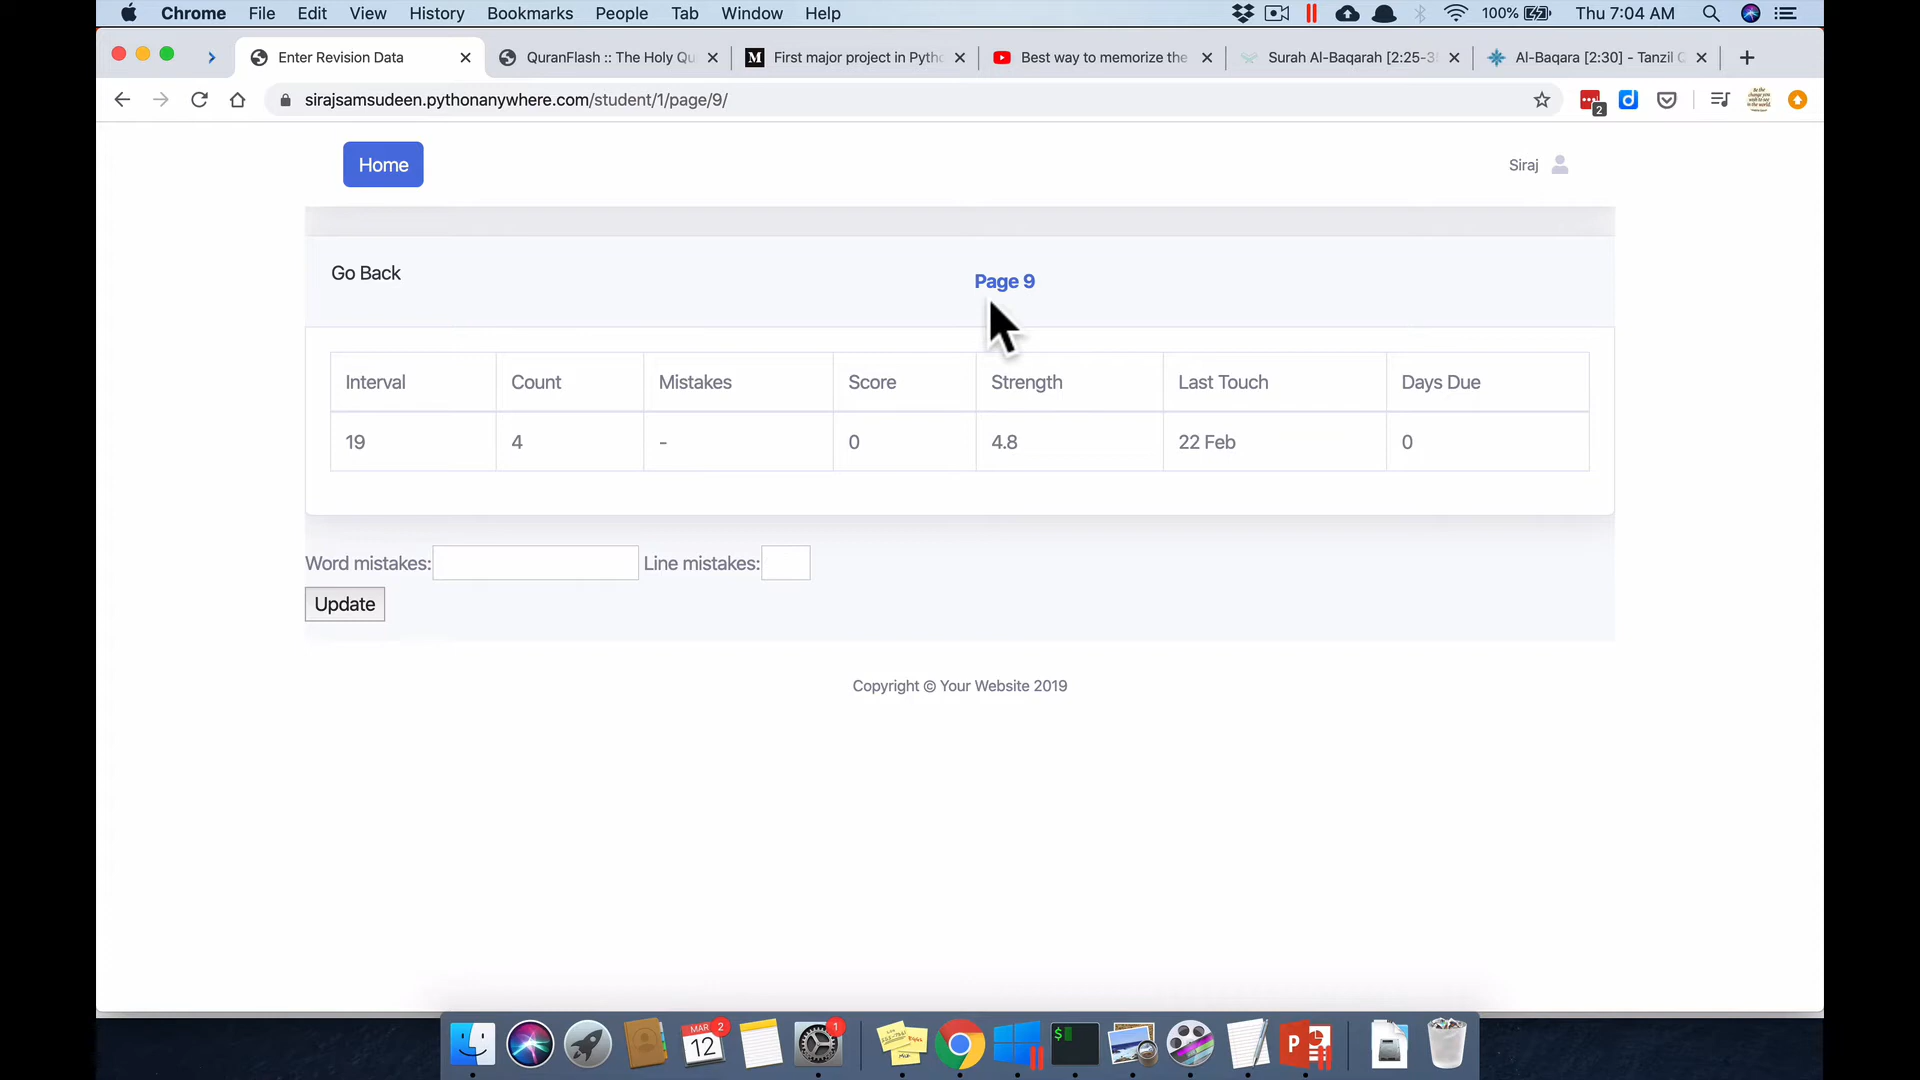 Chrome File Edit View History Bookmarks People Tab Window Help 100% Thu 7:04 AM
Enter Revision Data QuranFlash :: The Holy Qu First major project in Pytho Best way to memorize the Surah Al-Baqarah [2:25-3 Al-Baqara [2:30] - Tanzil Q
sirajsamsudeen.pythonanywhere.com/student/1/page/9/ 2
Home Siraj
Go Back Page 9
Interval Count Mistakes Score Strength Last Touch Days Due
19 4 - 0 4.8 22 Feb 0
Word mistakes: Line mistakes:
Update
Copyright © Your Website 2019
MAR 12 2 1